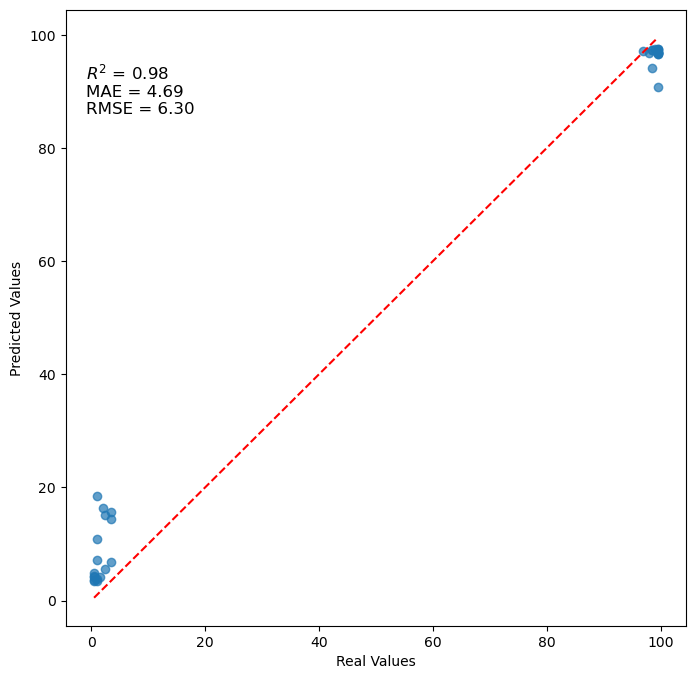 100
R² = 0.98
MAE = 4.69
RMSE = 6.30
80
60
40
20
0
Predicted Values
0 20 40 60 80 100
Real Values